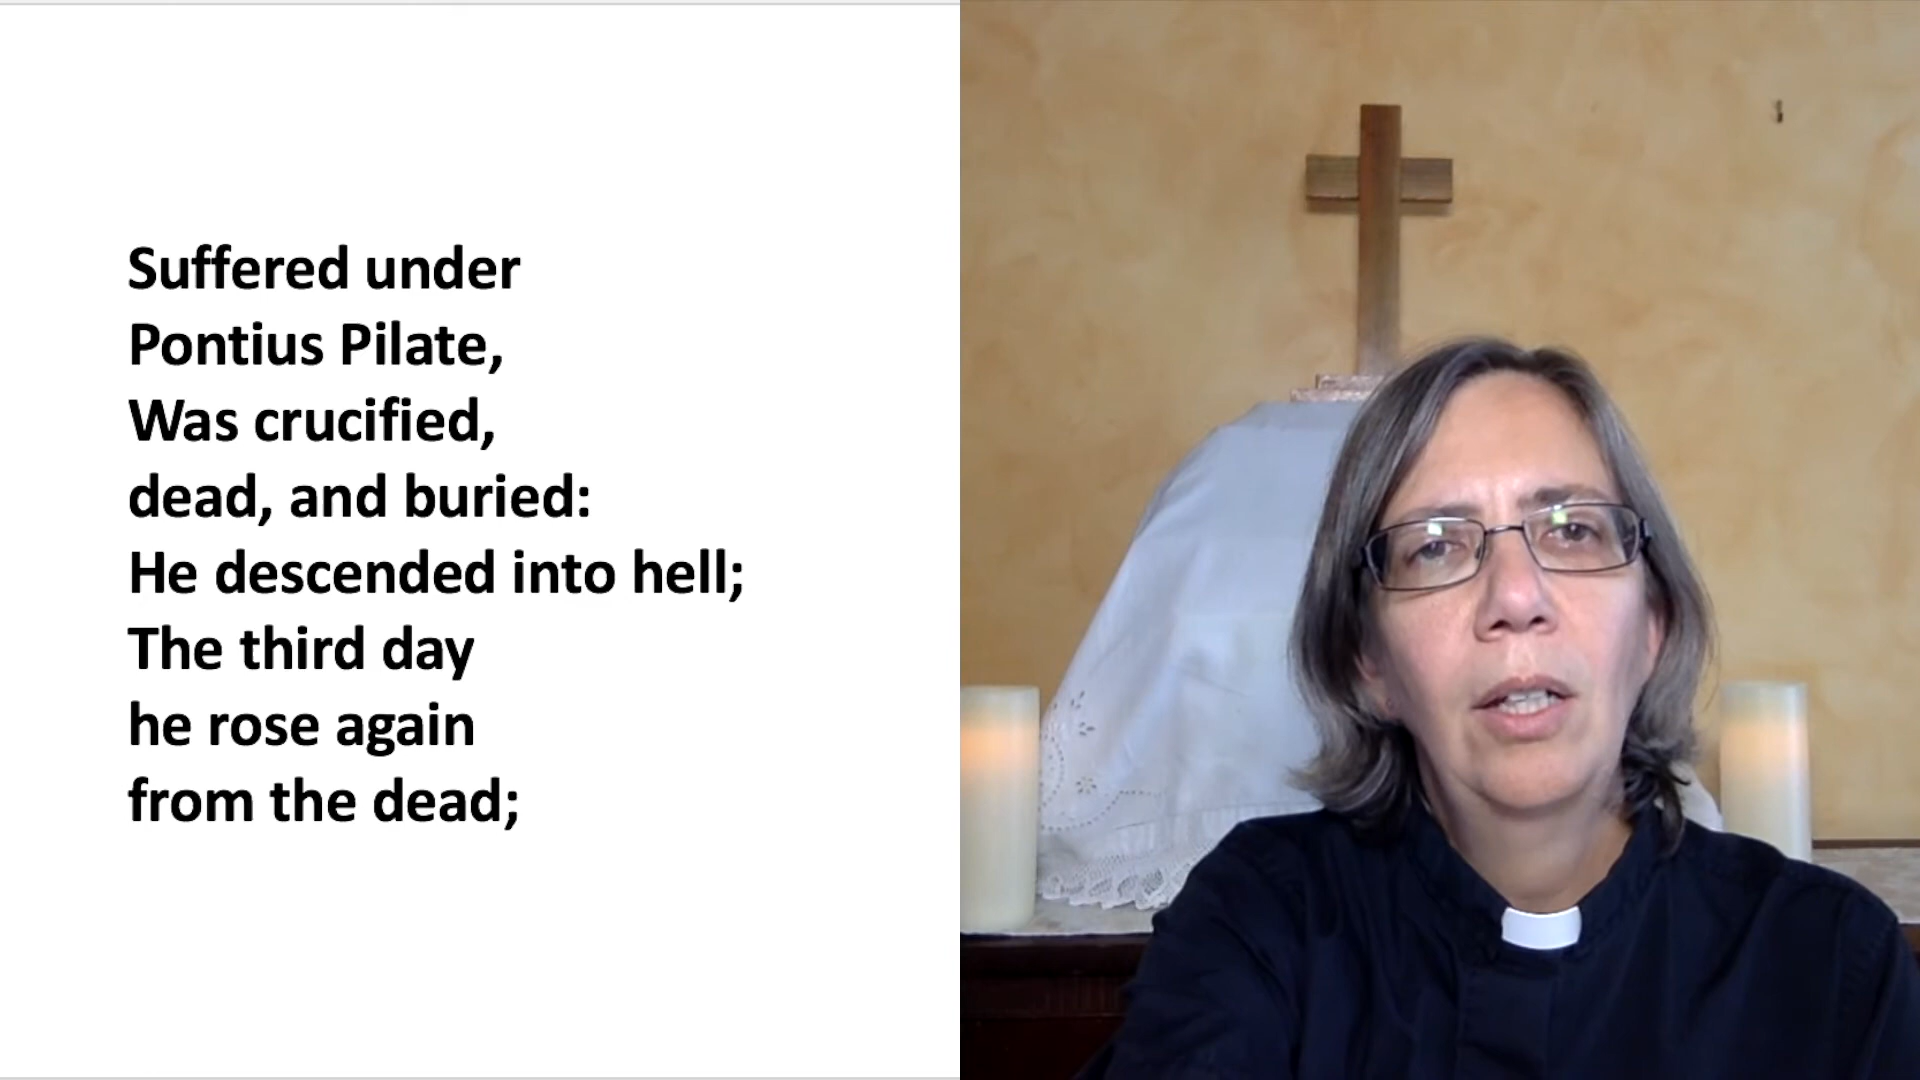 Suffered under
Pontius Pilate,
Was crucified,
dead, and buried:
He descended into hell;
The third day
he rose again
from the dead;